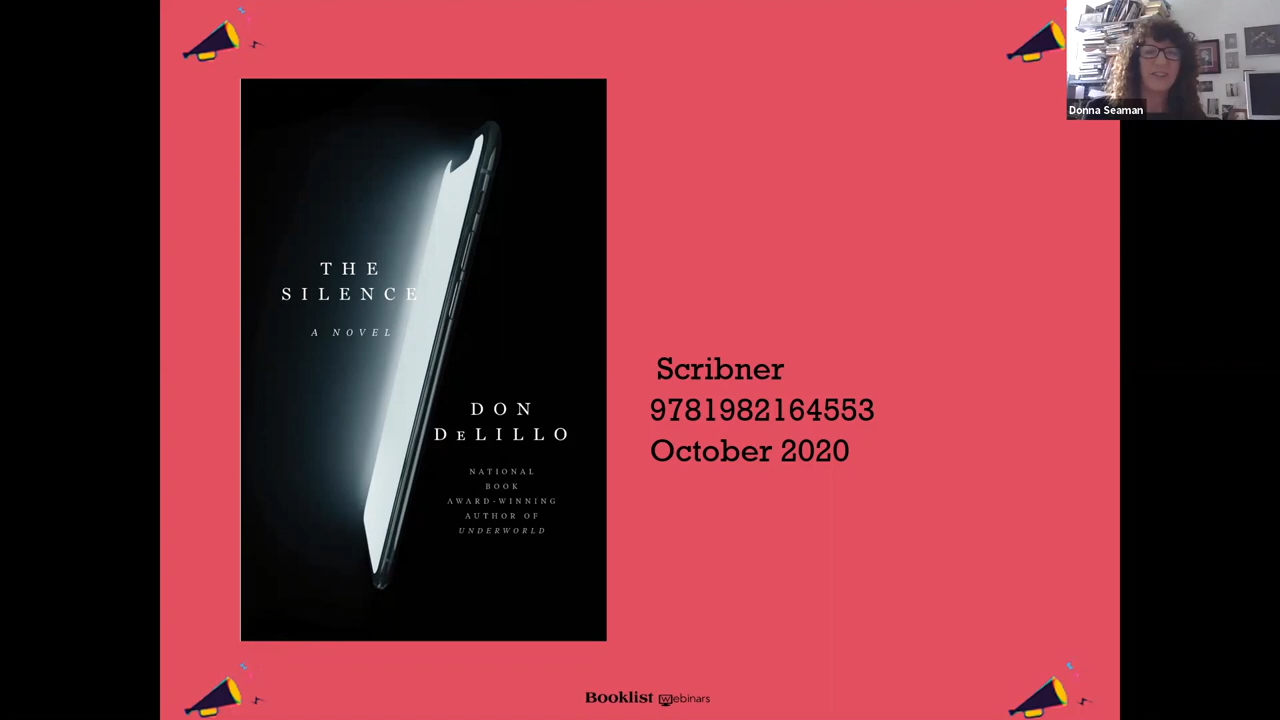 Donna Seaman
THE
SILENCE
A NOVEL
DON
DeLILLO
NATIONAL
BOOK
AWARD-WINNING
AUTHOR OF
UNDERWORLD
Scribner
9781982164553
October 2020
Booklist Webinars